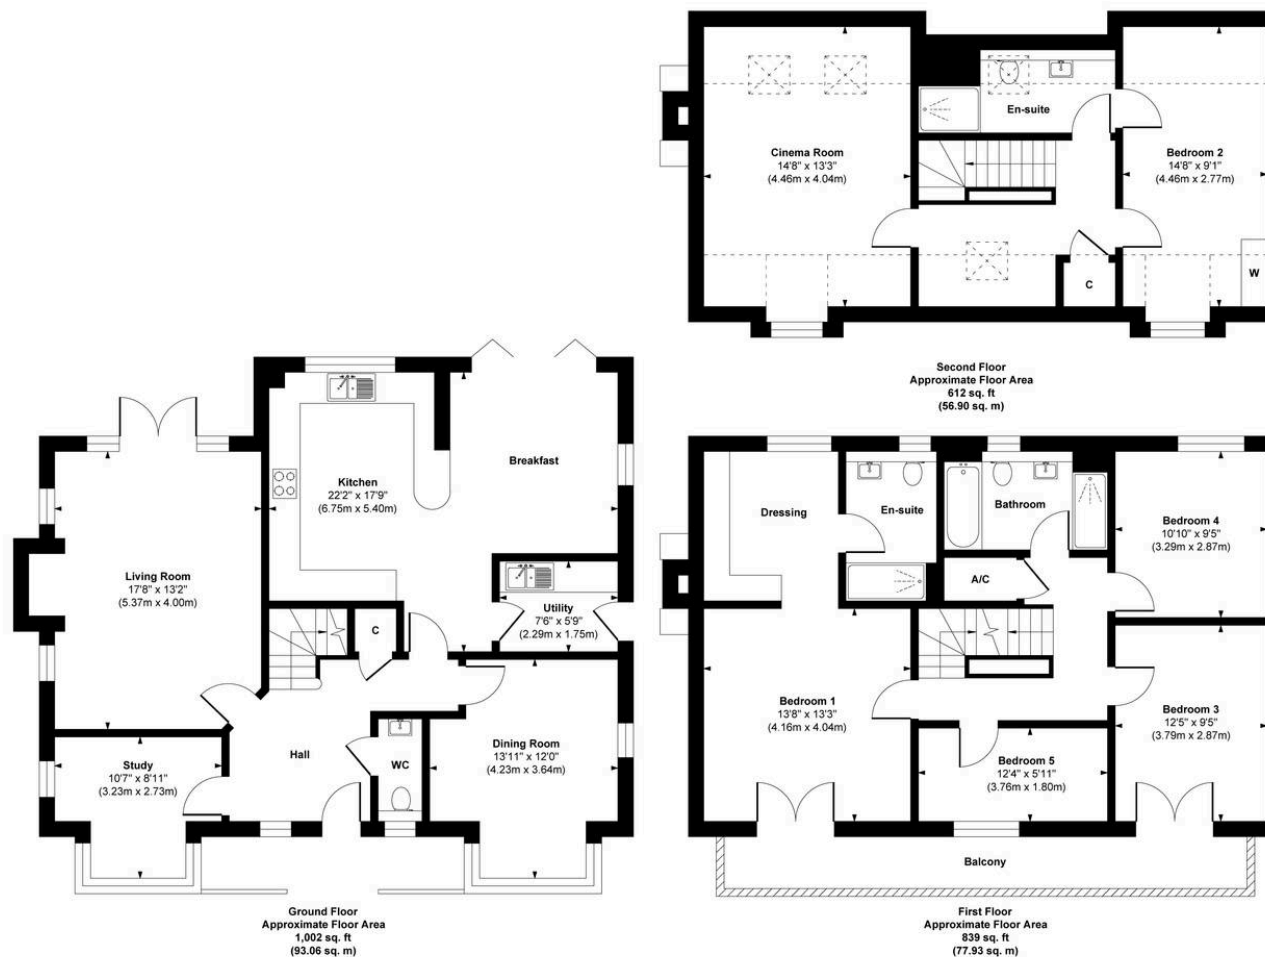 Cinema Room
14'8" x 13'3"
(4.46m x 4.04m)
En-suite
Bedroom 2
14'8" x 9'1"
(4.46m x 2.77m)
C
W
Second Floor
Approximate Floor Area
612 sq. ft
(56.90 sq. m)
Kitchen
22'2" x 17'9"
(6.75m x 5.40m)
Breakfast
Living Room
17'8" x 13'2"
(5.37m x 4.00m)
Utility
7'6" x 5'9"
(2.29m x 1.75m)
C
Study
10'7" x 8'11"
(3.23m x 2.73m)
Hall
WC
Dining Room
13'11" x 12'0"
(4.23m x 3.64m)
Ground Floor
Approximate Floor Area
1,002 sq. ft
(93.06 sq. m)
Dressing
En-suite
Bathroom
Bedroom 4
10'10" x 9'5"
(3.29m x 2.87m)
A/C
Bedroom 1
13'8" x 13'3"
(4.16m x 4.04m)
Bedroom 3
12'5" x 9'5"
(3.79m x 2.87m)
Bedroom 5
12'4" x 5'11"
(3.76m x 1.80m)
Balcony
First Floor
Approximate Floor Area
839 sq. ft
(77.93 sq. m)